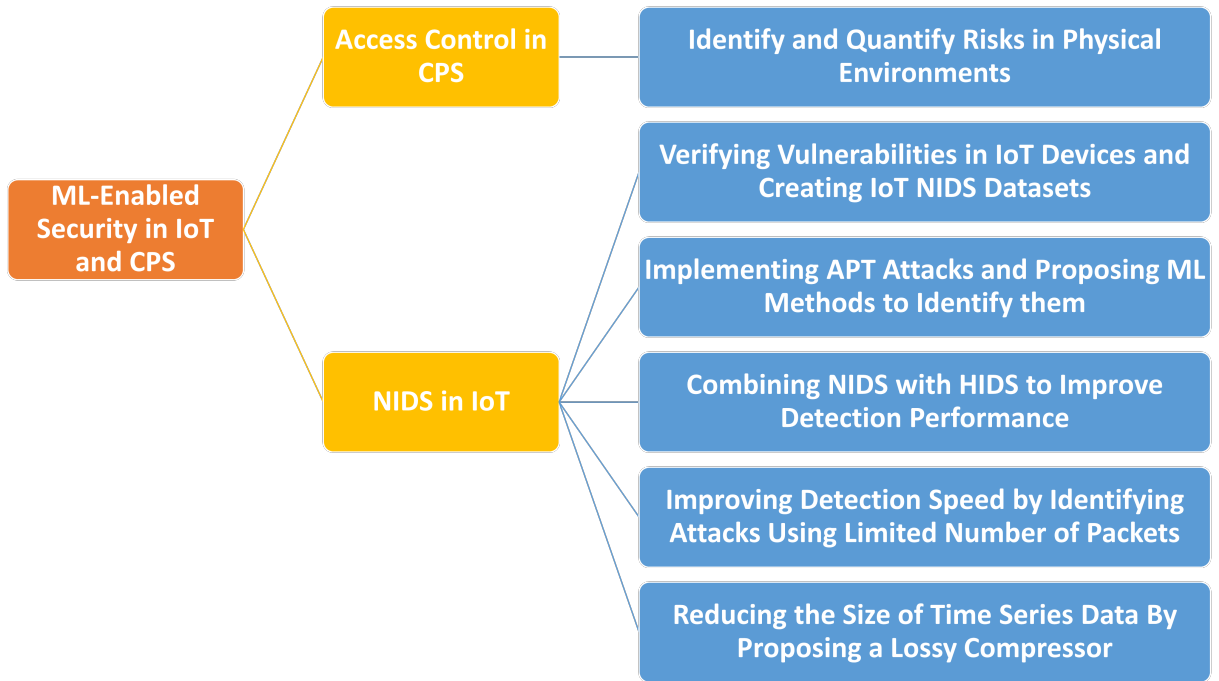 Access Control in
CPS
Identify and Quantify Risks in Physical
Environments
Verifying Vulnerabilities in IoT Devices and
Creating IoT NIDS Datasets
ML-Enabled
Security in IoT
and CPS
Implementing APT Attacks and Proposing ML
Methods to Identify them
NIDS in IoT
Combining NIDS with HIDS to Improve
Detection Performance
Improving Detection Speed by Identifying
Attacks Using Limited Number of Packets
Reducing the Size of Time Series Data By
Proposing a Lossy Compressor